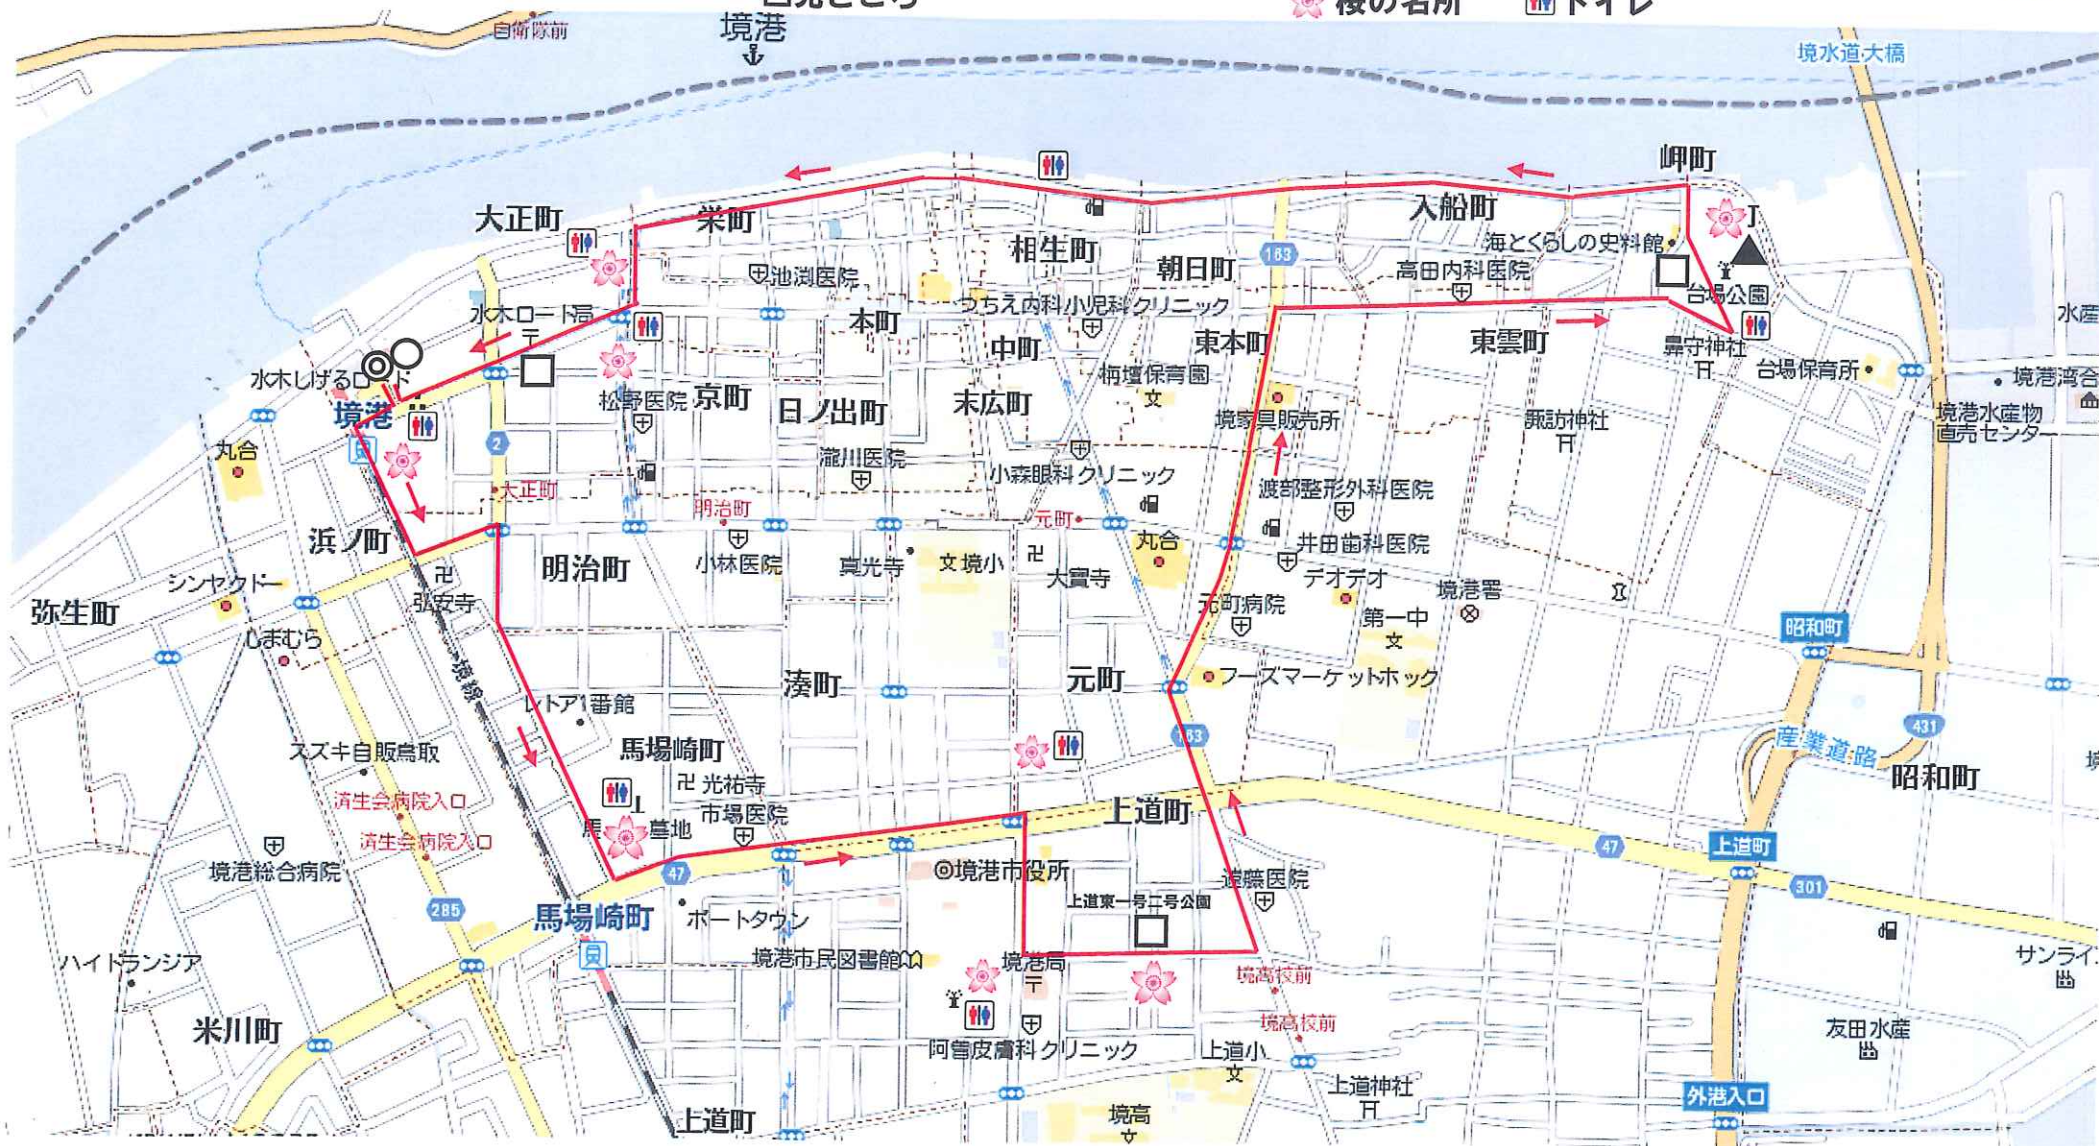 桜の名所
トイレ
自衛隊前
境港
境水道大橋
岬町
大正町
栄町
入船町
相生町
海とくらしの史料館
朝日町
163
高田内科医院
池渕医院
台場公園
つちえ内科小児科クリニック
水木ロード局
本町
水産
中町
東本町
東雲町
台場保育所
水木しげるロード
境港
境港湾合
松野医院
京町
日ノ出町
末広町
栴壇保育園
境家具販売所
諏訪神社
境港水産物
直売センター
丸合
2
瀧川医院
小森眼科クリニック
大正町
明治町
元町
渡部整形外科医院
浜ノ町
明治町
小林医院
真光寺
境小
大寶寺
丸合
井田歯科医院
デオデオ
シンヤクドー
弘安寺
元町病院
境港署
第一中
弥生町
しまむら
昭和町
境線
湊町
元町
フーズマーケットホック
レトア1番館
スズキ自販鳥取
馬場崎町
163
431
産業道路
昭和町
光祐寺
済生会病院入口
市場医院
上道町
墓地
済生会病院入口
47
上道町
境港総合病院
境港市役所
遠藤医院
47
301
285
上道東一号二号公園
馬場崎町
ポートタウン
境港市民図書館
境港局
ハイドランジア
境高校前
サンライ
境高校前
米川町
友田水産
阿曽皮膚科クリニック
上道小
上道神社
外港入口
上道町
境高